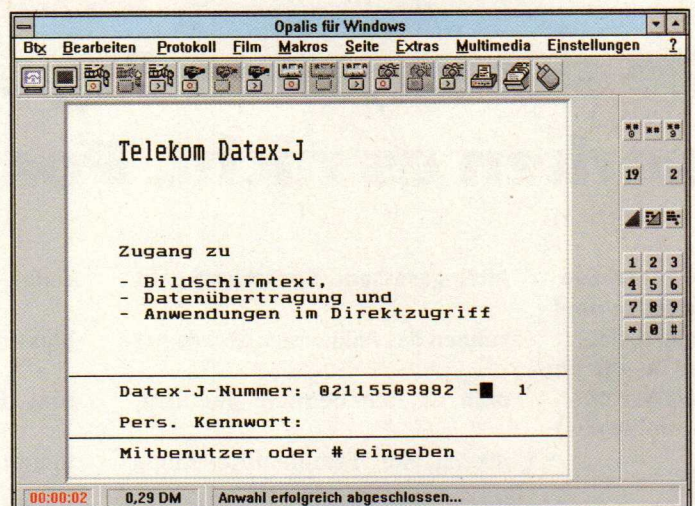 Opalis für Windows
Btx Bearbeiten Protokoll Film Makros Seite Extras Multimedia Einstellungen ?
Telekom Datex-J
19 2
Zugang zu
- Bildschirmtext,
- Datenübertragung und
- Anwendungen im Direktzugriff
1 2 3
4 5 6
7 8 9
* 0 #
Datex-J-Nummer: 02115503992 - 1
Pers. Kennwort:
Mitbenutzer oder # eingeben
00:00:02 0,29 DM Anwahl erfolgreich abgeschlossen...